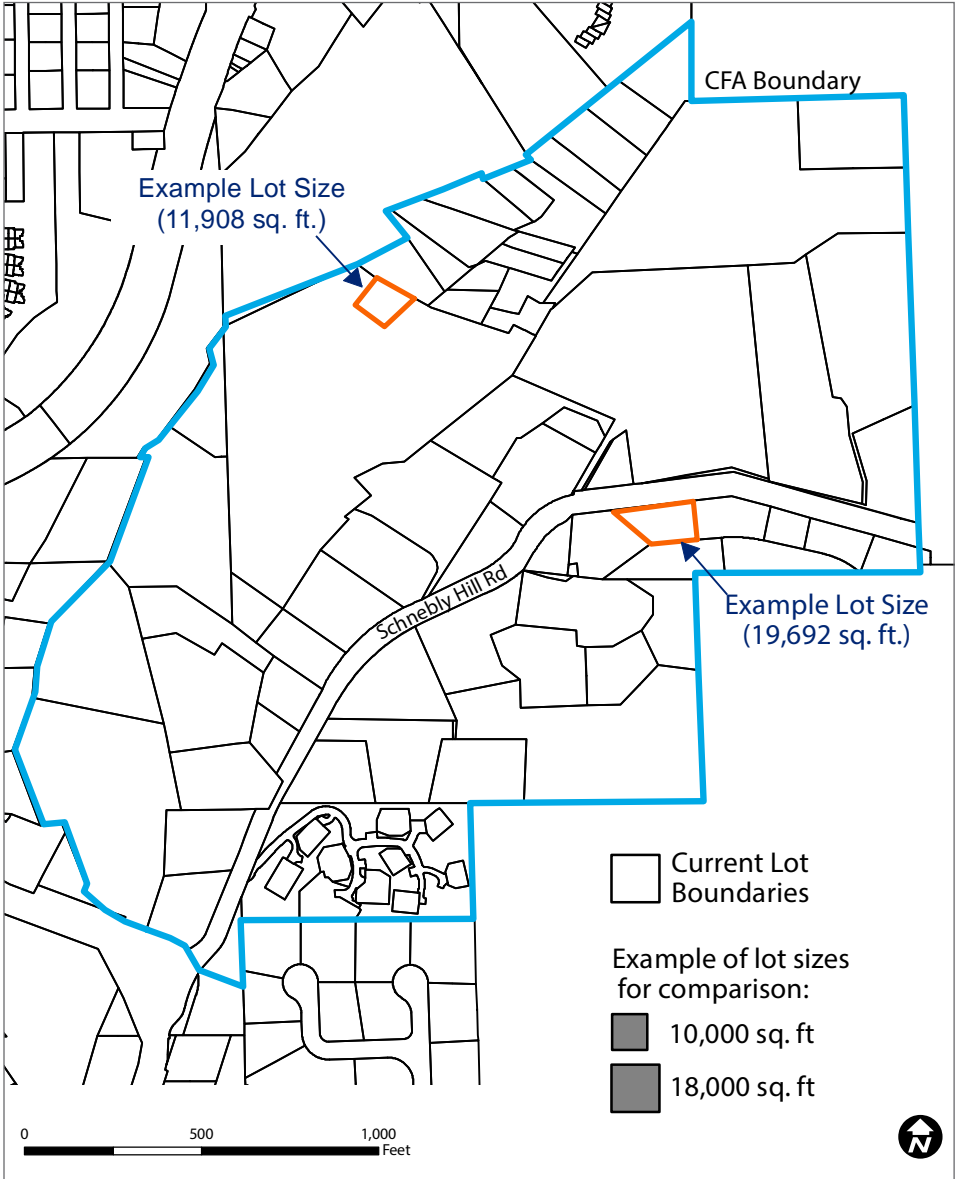 CFA Boundary
Example Lot Size
(11,908 sq. ft.)
Schnebly Hill Rd
Example Lot Size
(19,692 sq. ft.)
Current Lot
Boundaries
Example of lot sizes
for comparison:
10,000 sq. ft
18,000 sq. ft
0 500 1,000
Feet
N